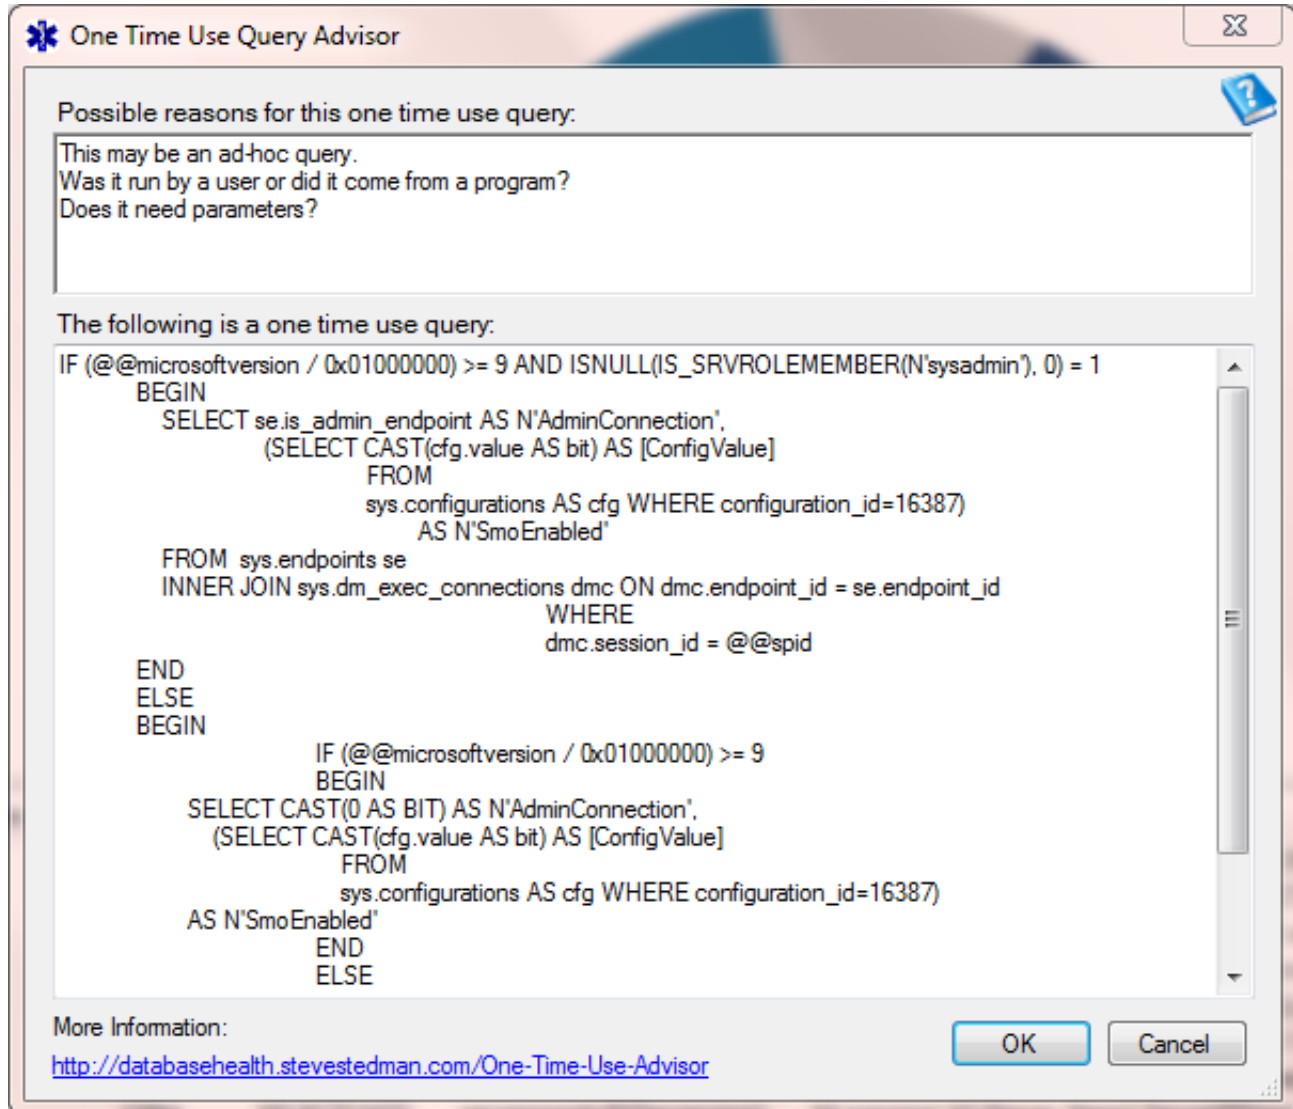 One Time Use Query Advisor
Possible reasons for this one time use query:
This may be an ad-hoc query.
Was it run by a user or did it come from a program?
Does it need parameters?
The following is a one time use query:
IF (@@microsoftversion / 0x01000000) >= 9 AND ISNULL(IS_SRVROLEMEMBER(N'sysadmin'), 0) = 1
BEGIN
SELECT se.is_admin_endpoint AS N'AdminConnection',
(SELECT CAST(cfg.value AS bit) AS [ConfigValue]
FROM
sys.configurations AS cfg WHERE configuration_id=16387)
AS N'SmoEnabled'
FROM  sys.endpoints se
INNER JOIN sys.dm_exec_connections dmc ON dmc.endpoint_id = se.endpoint_id
WHERE
dmc.session_id = @@spid
END
ELSE
BEGIN
IF (@@microsoftversion / 0x01000000) >= 9
BEGIN
SELECT CAST(0 AS BIT) AS N'AdminConnection',
(SELECT CAST(cfg.value AS bit) AS [ConfigValue]
FROM
sys.configurations AS cfg WHERE configuration_id=16387)
AS N'SmoEnabled'
END
ELSE
More Information:
http://databasehealth.stevestedman.com/One-Time-Use-Advisor
OK
Cancel